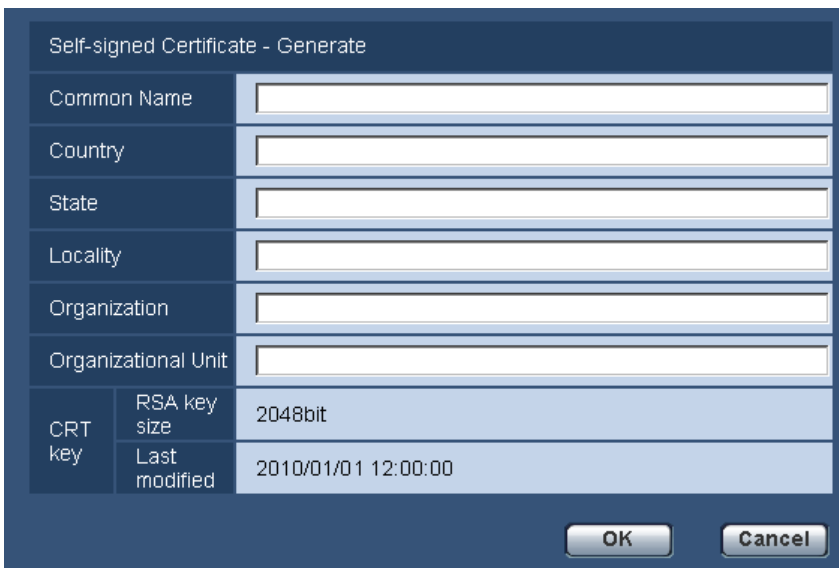 Self-signed Certificate - Generate
Common Name
Country
State
Locality
Organization
Organizational Unit
CRT key
RSA key size
2048bit
Last modified
2010/01/01 12:00:00
OK
Cancel